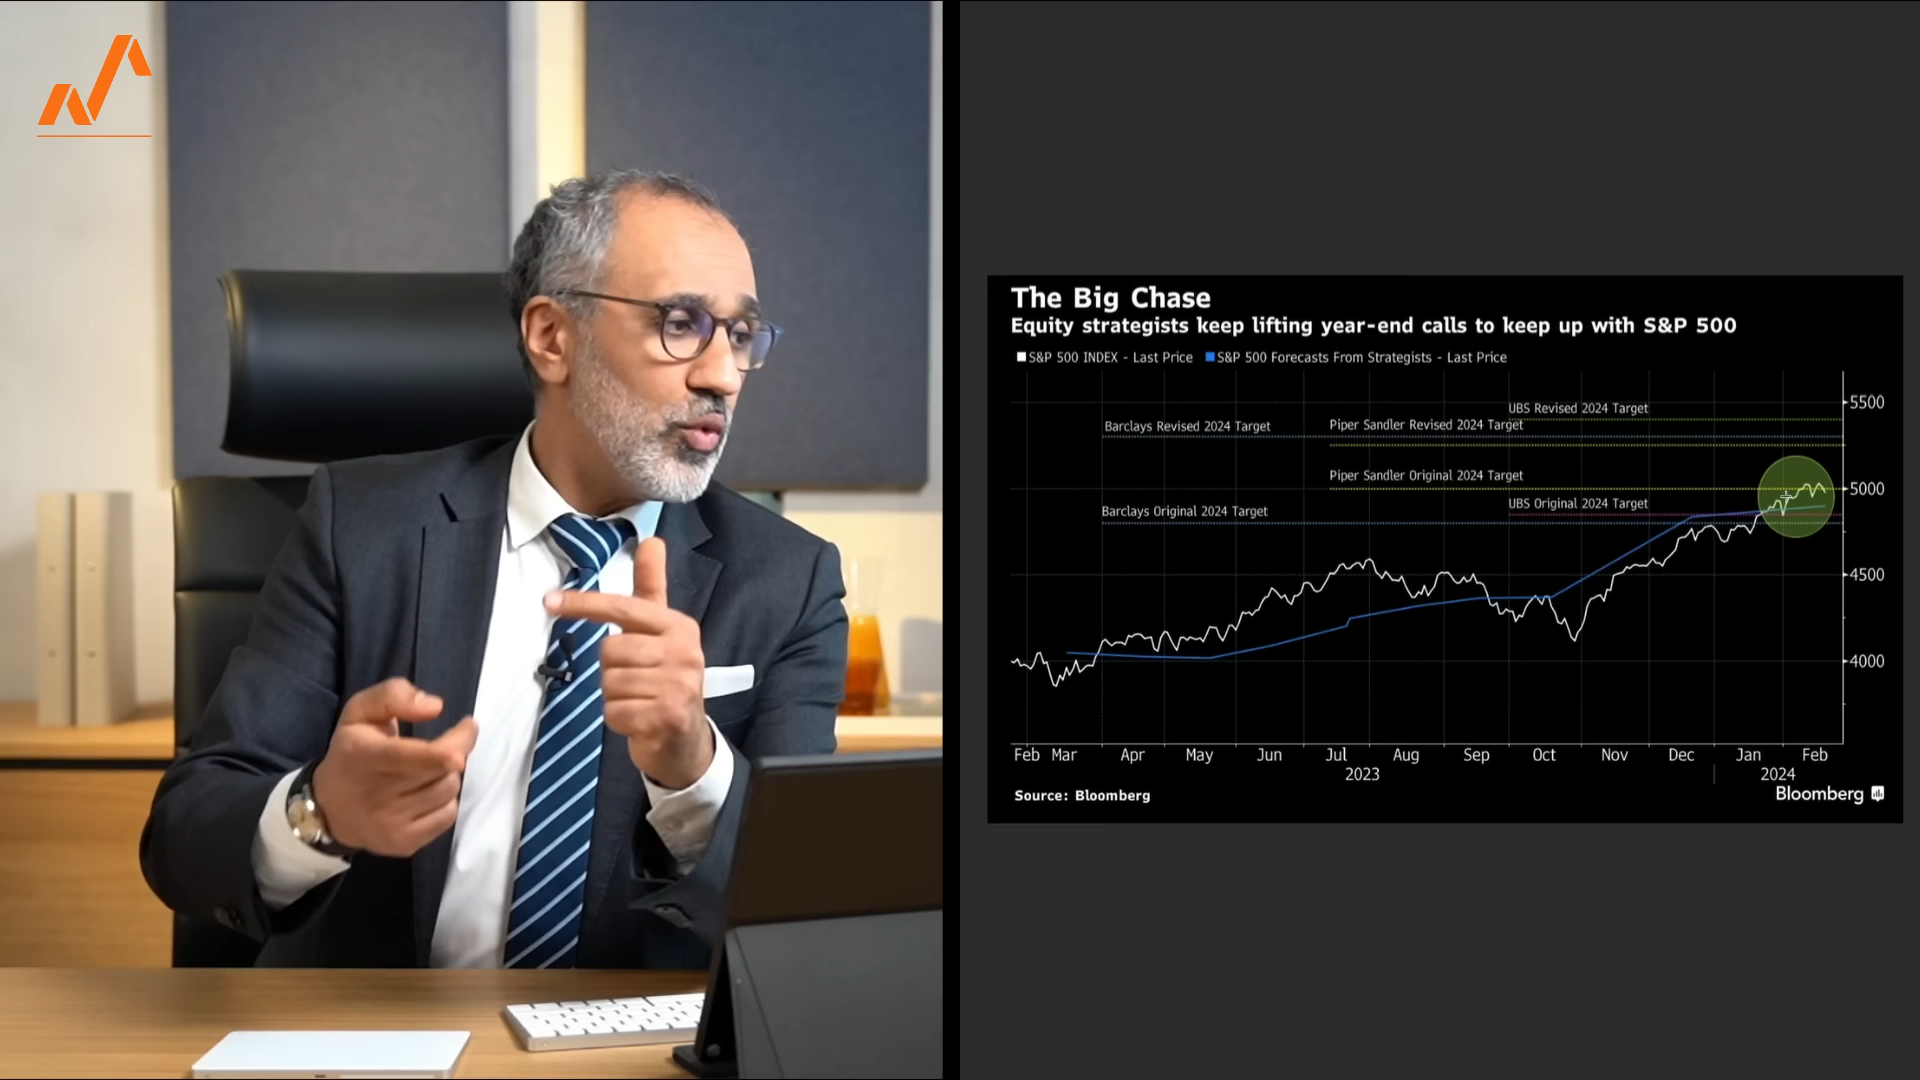 The Big Chase
Equity strategists keep lifting year-end calls to keep up with S&P 500
S&P 500 INDEX - Last Price S&P 500 Forecasts From Strategists - Last Price
UBS Revised 2024 Target
Barclays Revised 2024 Target
Piper Sandler Revised 2024 Target
Piper Sandler Original 2024 Target
UBS Original 2024 Target
Barclays Original 2024 Target
5500
5000
4500
4000
Feb Mar Apr May Jun Jul Aug Sep Oct Nov Dec Jan Feb
2023 2024
Source: Bloomberg
Bloomberg